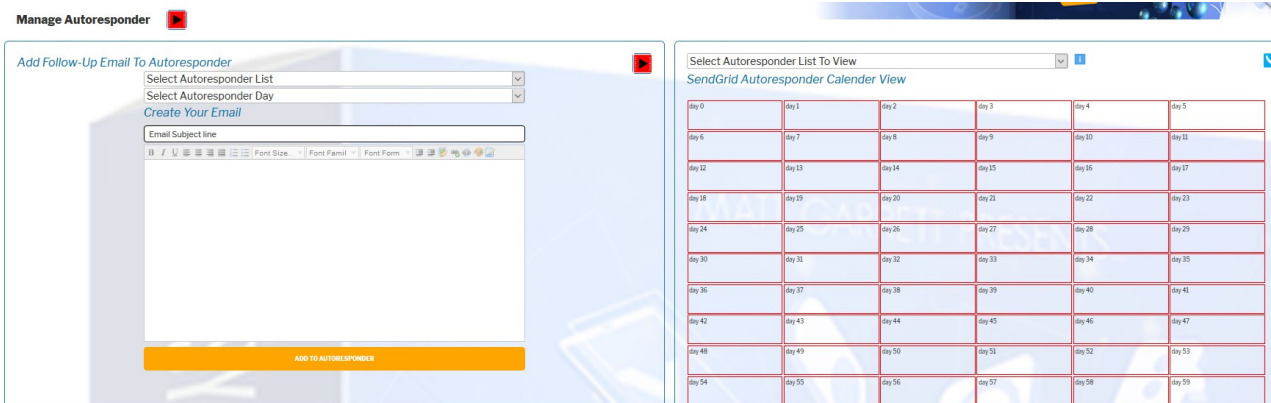 Manage Autoresponder
Add Follow-Up Email To Autoresponder
Select Autoresponder List
Select Autoresponder Day
Create Your Email
Email Subject line
B I U Font Size.. Font Famil Font Form
ADD TO AUTORESPONDER
Select Autoresponder List To View i
SendGrid Autoresponder Calender View
day 0 day 1 day 2 day 3 day 4 day 5
day 6 day 7 day 8 day 9 day 10 day 11
day 12 day 13 day 14 day 15 day 16 day 17
day 18 day 19 day 20 day 21 day 22 day 23
MATT GARRETT PRESENTS
day 24 day 25 day 26 day 27 day 28 day 29
day 30 day 31 day 32 day 33 day 34 day 35
day 36 day 37 day 38 day 39 day 40 day 41
day 42 day 43 day 44 day 45 day 46 day 47
day 48 day 49 day 50 day 51 day 52 day 53
day 54 day 55 day 56 day 57 day 58 day 59